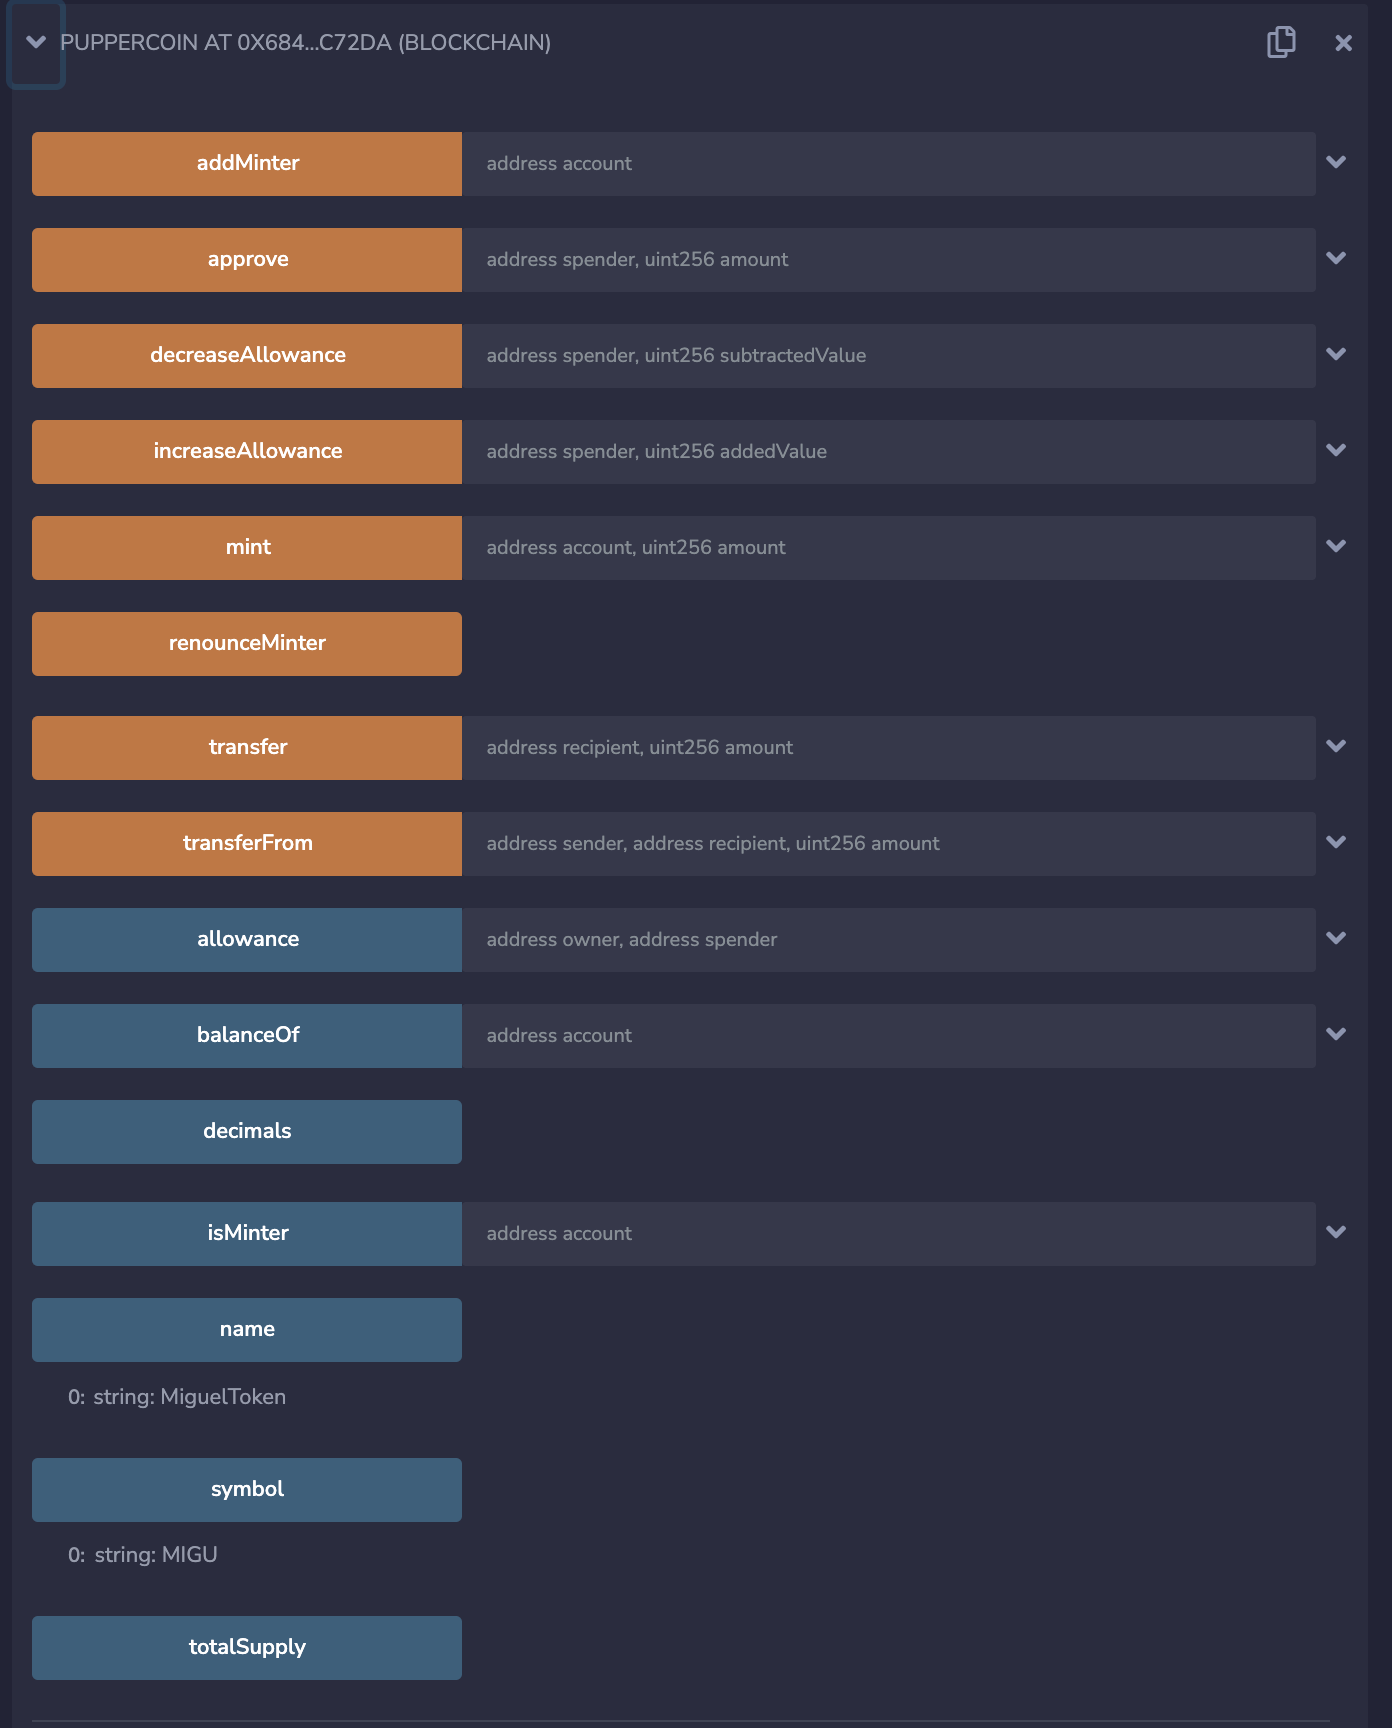 PUPPERCOIN AT 0X684...C72DA (BLOCKCHAIN)
addMinter address account
approve address spender, uint256 amount
decreaseAllowance address spender, uint256 subtractedValue
increaseAllowance address spender, uint256 addedValue
mint address account, uint256 amount
renounceMinter
transfer address recipient, uint256 amount
transferFrom address sender, address recipient, uint256 amount
allowance address owner, address spender
balanceOf address account
decimals
isMinter address account
name
0: string: MiguelToken
symbol
0: string: MIGU
totalSupply